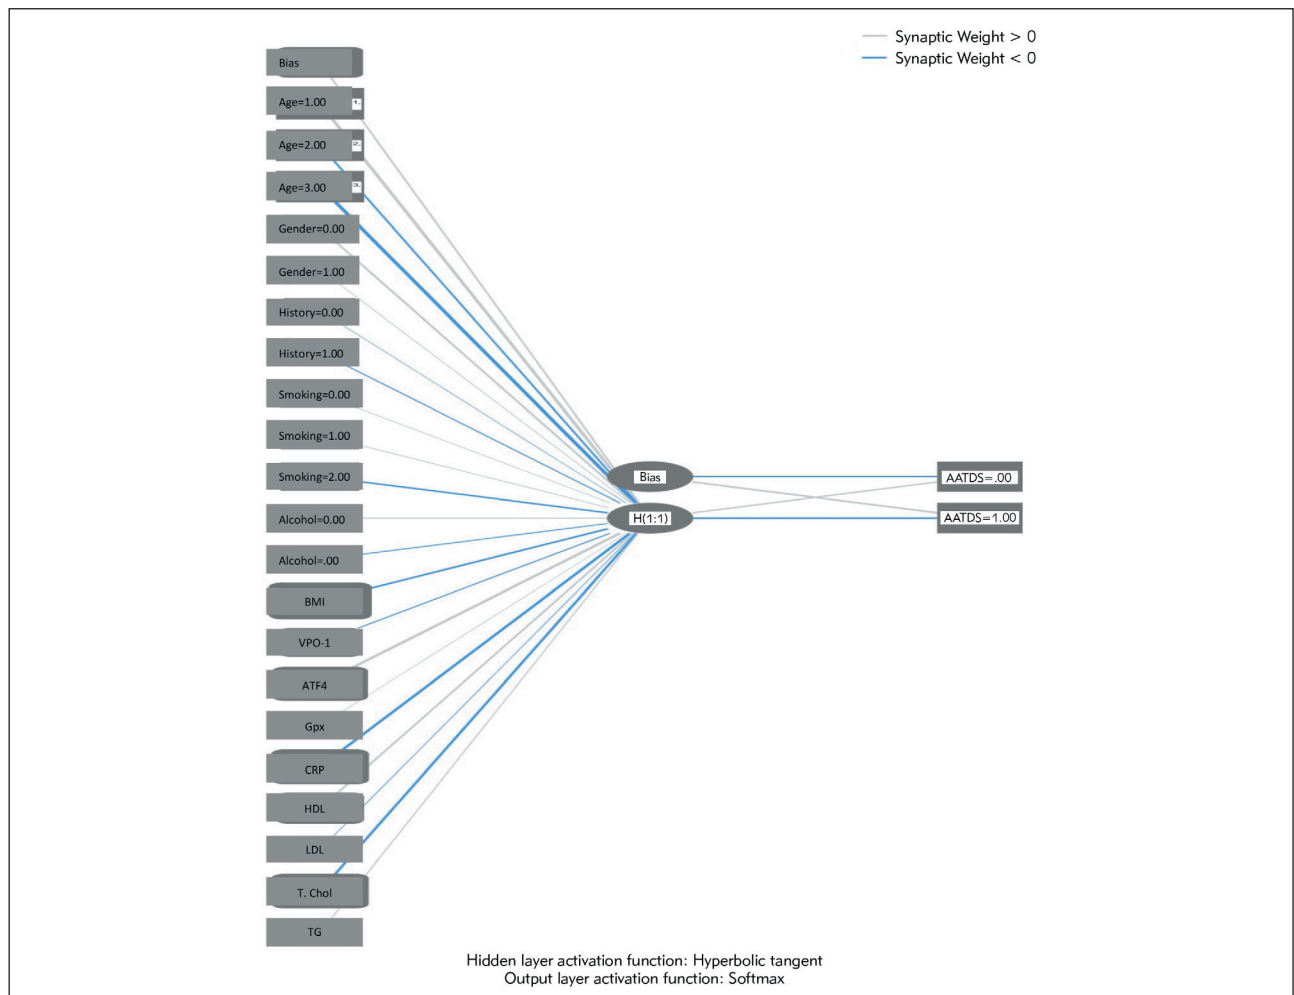 Synaptic Weight > 0
Synaptic Weight < 0
Bias
Age=1.00
Age=2.00
Age=3.00
Gender=0.00
Gender=1.00
History=0.00
History=1.00
Smoking=0.00
Smoking=1.00
Smoking=2.00
Alcohol=0.00
Alcohol=.00
BMI
VPO-1
ATF4
Gpx
CRP
HDL
LDL
T. Chol
TG
Bias
H(1:1)
AATDS=.00
AATDS=1.00
Hidden layer activation function: Hyperbolic tangent
Output layer activation function: Softmax